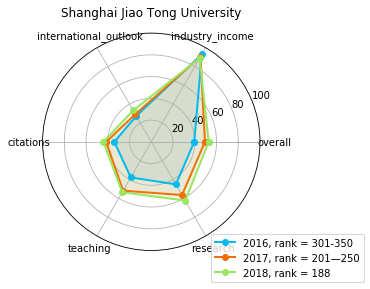 Shanghai Jiao Tong University
international_outlook
industry_income
100
80
60
40
20
citations
overall
teaching
research
2016, rank = 301-350
2017, rank = 201—250
2018, rank = 188